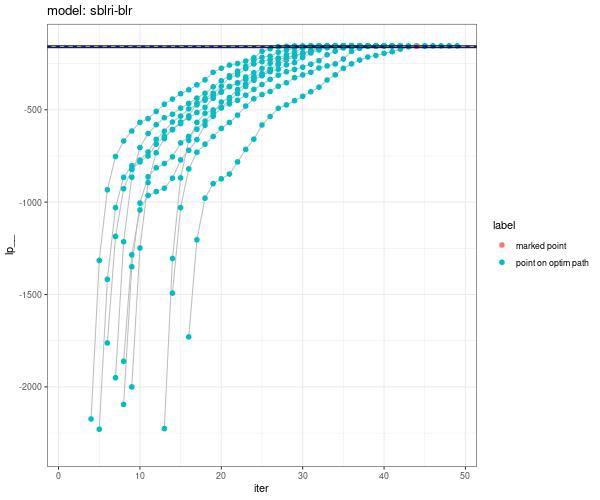 model: sblri-blr
-500
-1000
-1500
-2000
lp__
0
10
20
30
40
50
iter
label
marked point
point on optim path